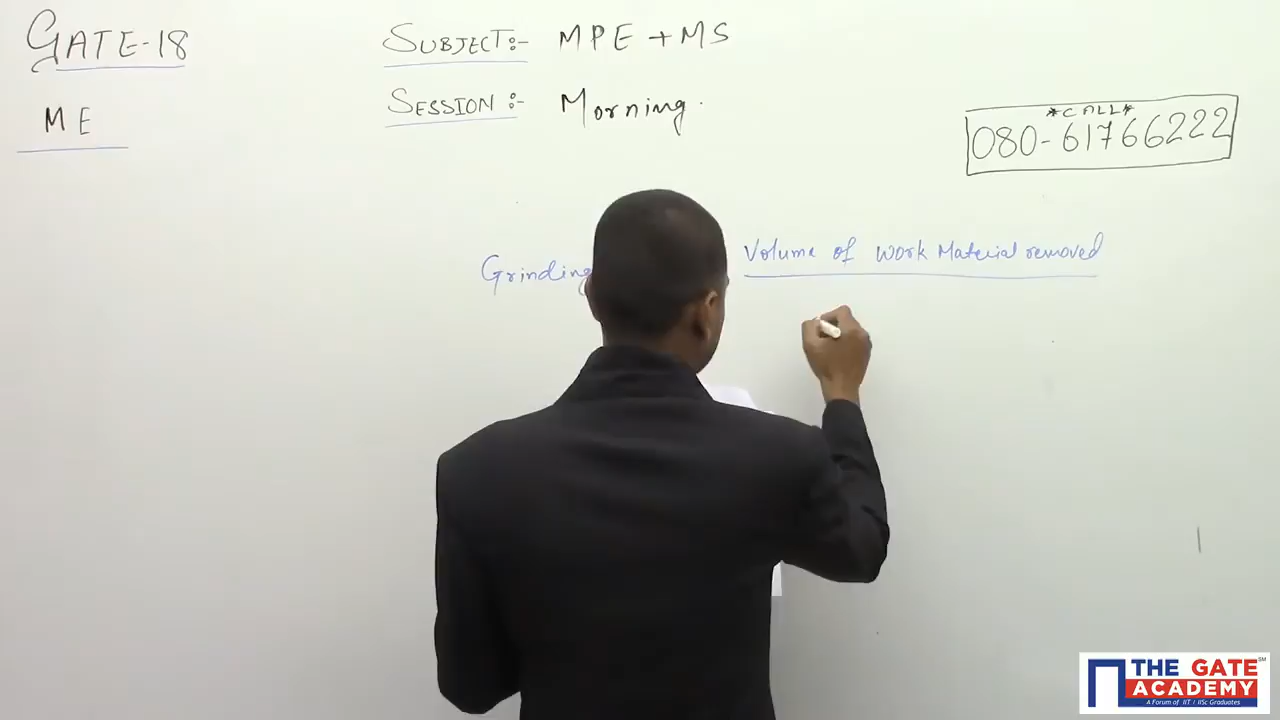 GATE-18
SUBJECT:- MPE + MS
ME
SESSION:- Morning.
*CALL*
080-61766222
Grinding
Volume of Work Material removed
THE GATE ACADEMY
A Forum of IIT / IISc Graduates
SM